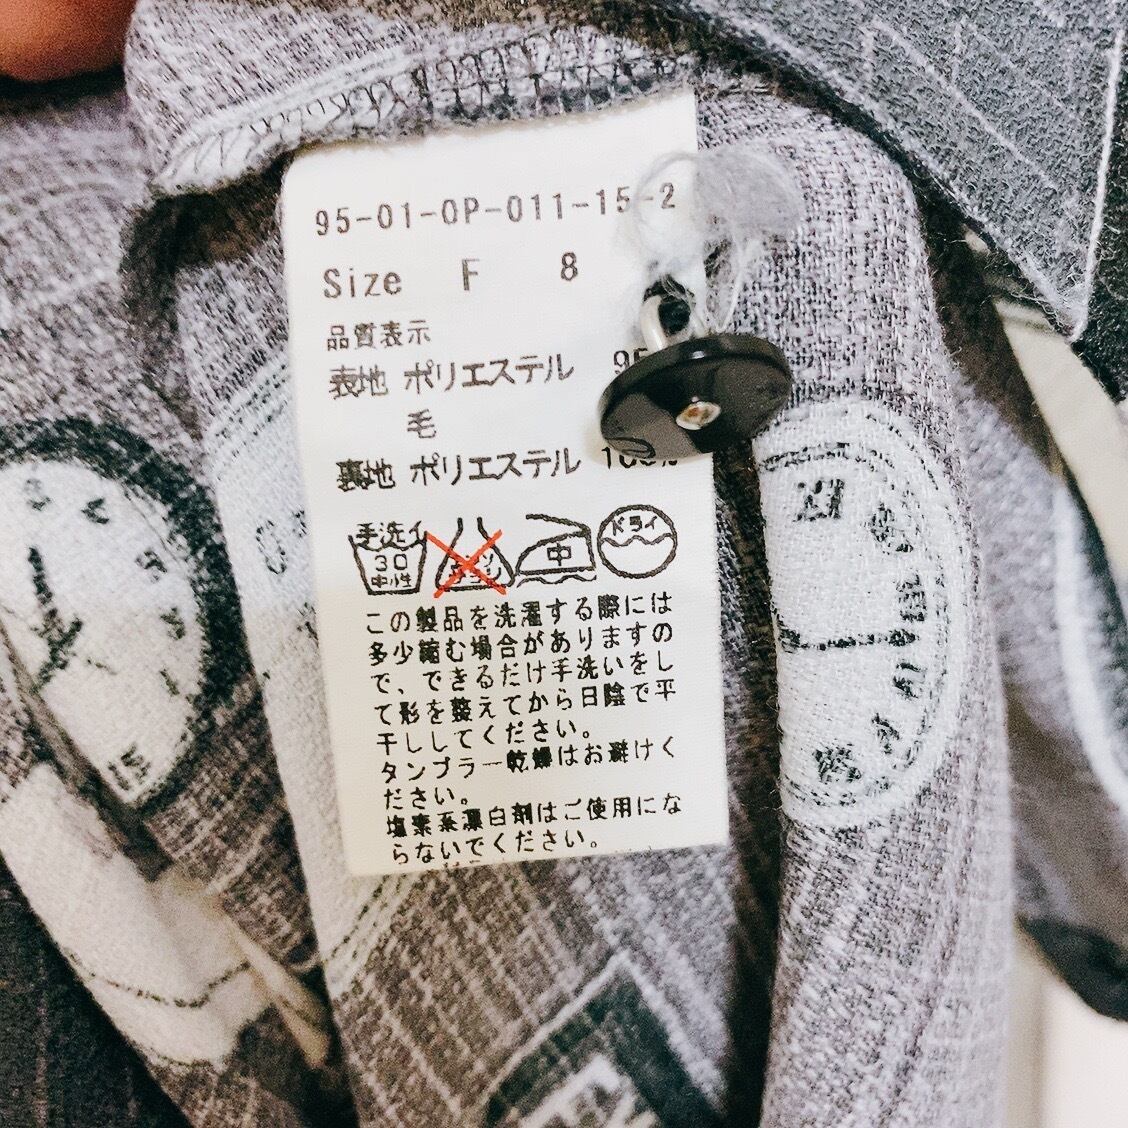 95-01-OP-011-15-2
Size F 8
品質表示
表地 ポリエステル 95
毛
裏地 ポリエステル 100%
手洗イ
30
中性
中
ドライ
この製品を洗濯する際には
多少縮む場合がありますの
で、できるだけ手洗いをし
て形を整えてから日陰で平
干ししてください。
タンブラー乾燥はお避けく
ださい。
塩素系漂白剤はご使用にな
らないでください。